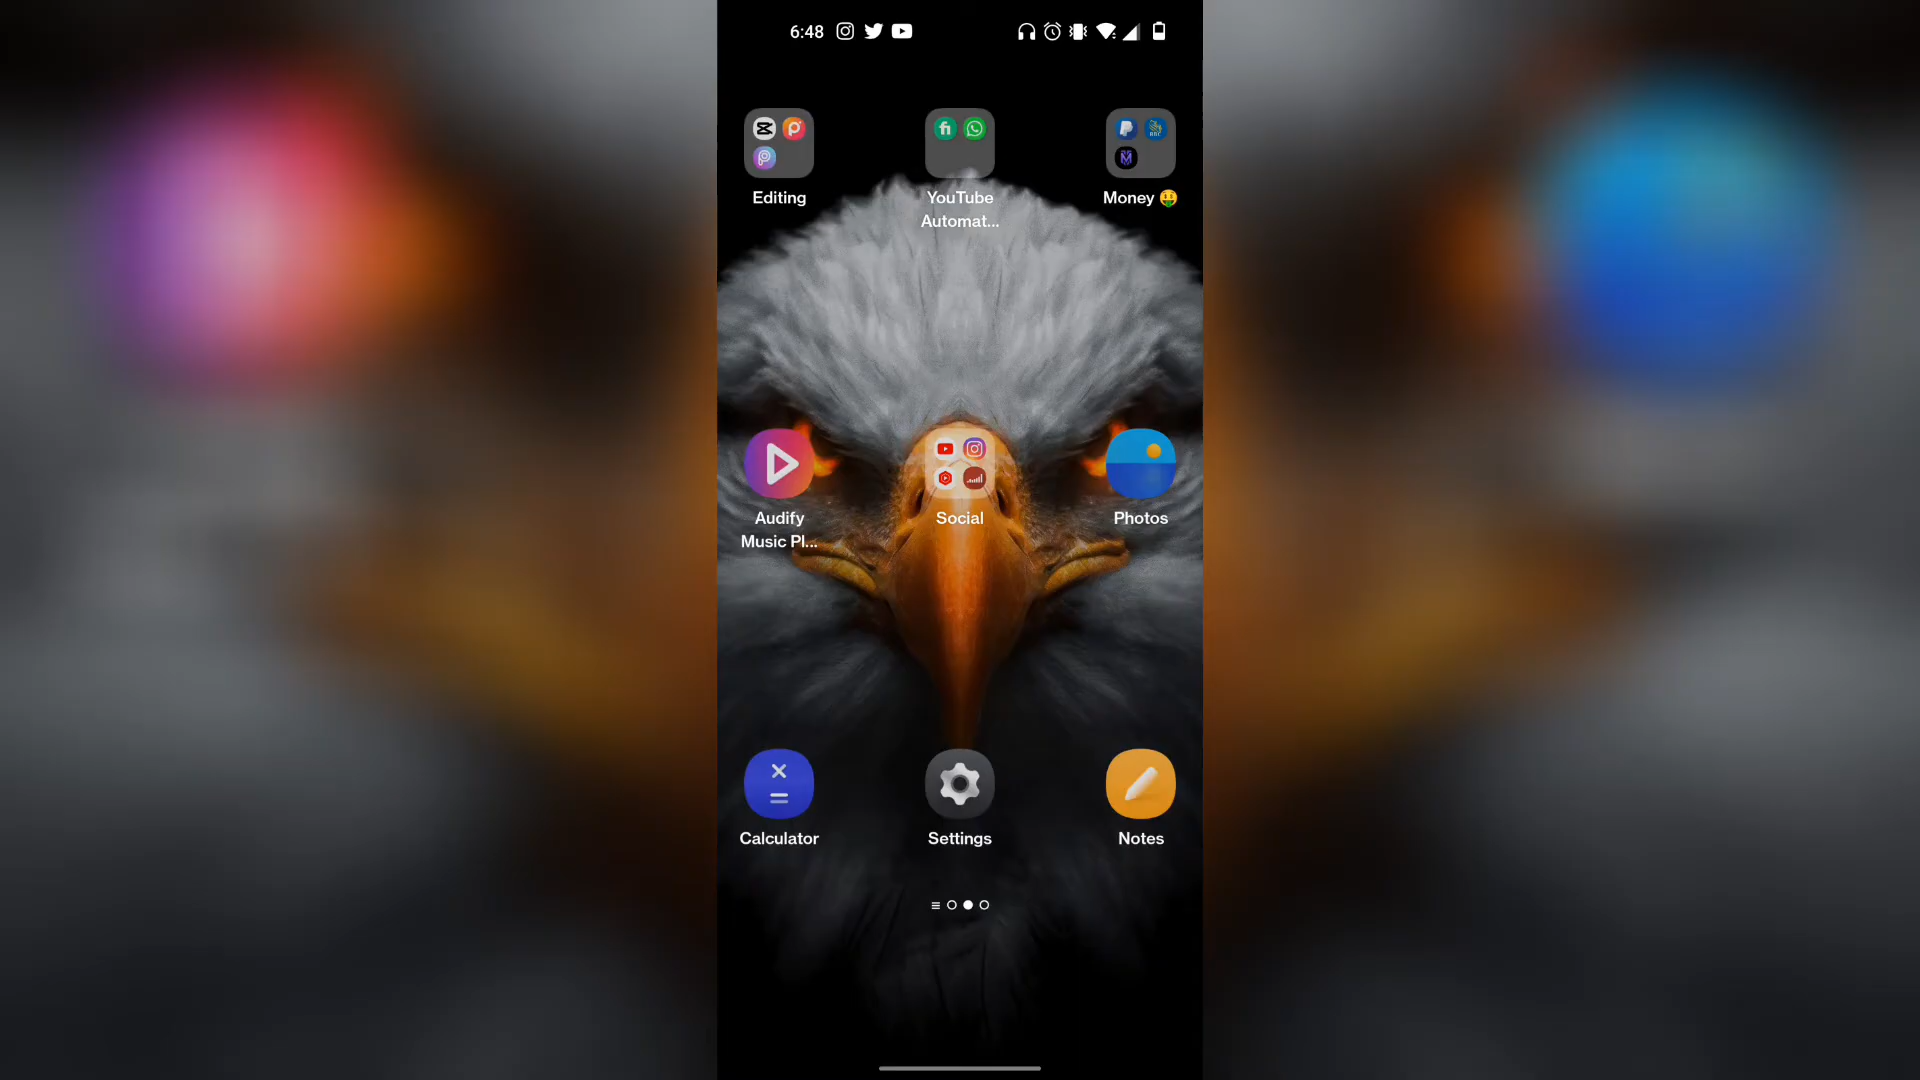 6:48
Editing
YouTube
Automat...
Money 🤑
Audify
Music Pl...
Social
Photos
Calculator
Settings
Notes